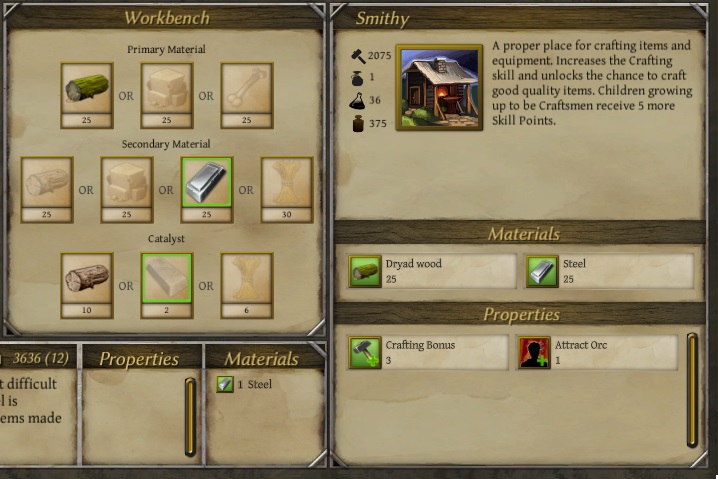 Workbench
Primary Material
OR OR
25 25 25
Secondary Material
OR OR OR
25 25 25 30
Catalyst
OR OR
10 2 6
3636 (12)
t difficult
l is
ems made
Properties
Materials
1 Steel
Smithy
2075
1
36
375
A proper place for crafting items and
equipment. Increases the Crafting
skill and unlocks the chance to craft
good quality items. Children growing
up to be Craftsmen receive 5 more
Skill Points.
Materials
Dryad wood
25
Steel
25
Properties
Crafting Bonus
3
Attract Orc
1